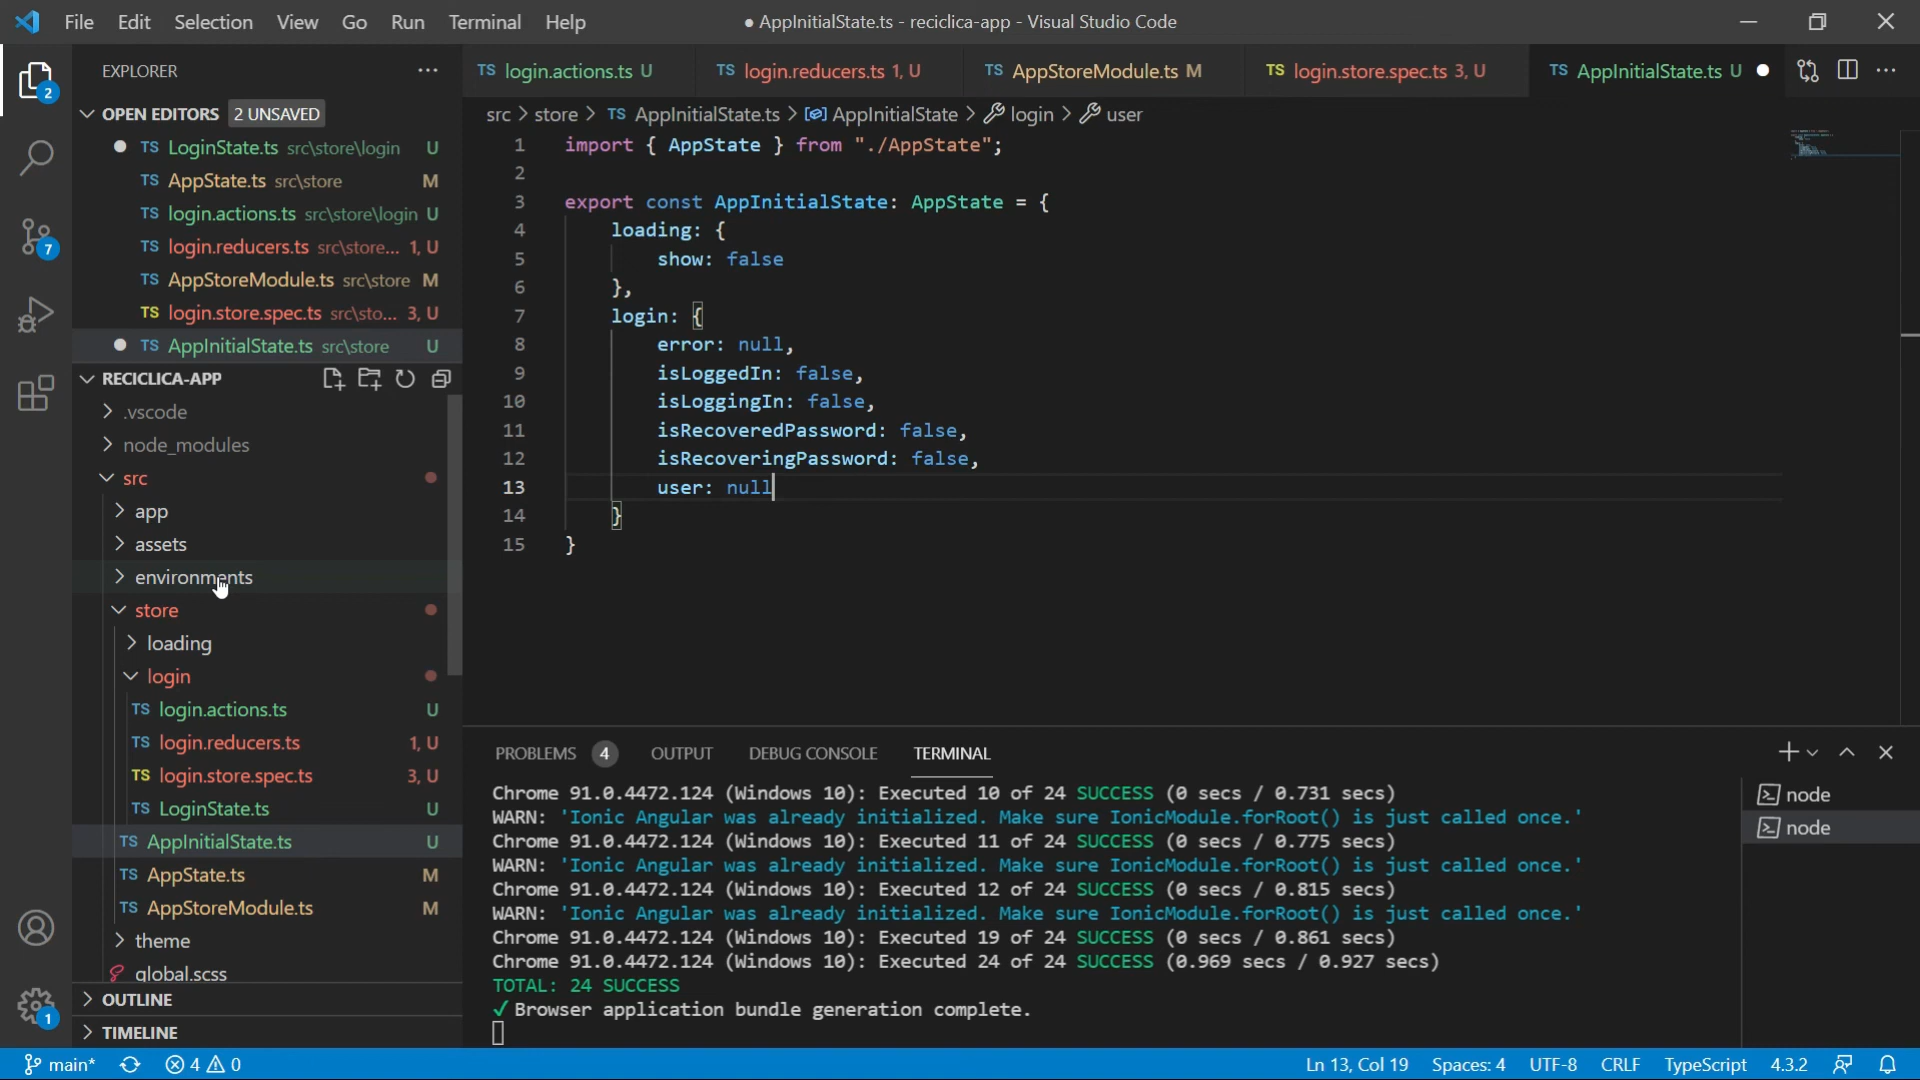 File Edit Selection View Go Run Terminal Help
● AppInitialState.ts - reciclica-app - Visual Studio Code
EXPLORER
2
OPEN EDITORS 2 UNSAVED
TS LoginState.ts src\store\login U
TS AppState.ts src\store M
TS login.actions.ts src\store\login U
TS login.reducers.ts src\store... 1, U
TS AppStoreModule.ts src\store M
TS login.store.spec.ts src\sto... 3, U
TS AppInitialState.ts src\store U
7
RECICLICA-APP
.vscode
node_modules
src
app
assets
environments
store
loading
login
TS login.actions.ts U
TS login.reducers.ts 1, U
TS login.store.spec.ts 3, U
TS LoginState.ts U
TS AppInitialState.ts U
TS AppState.ts M
TS AppStoreModule.ts M
theme
global.scss
OUTLINE
TIMELINE
1
TS login.actions.ts U
TS login.reducers.ts 1, U
TS AppStoreModule.ts M
TS login.store.spec.ts 3, U
TS AppInitialState.ts U
src > store > TS AppInitialState.ts > AppInitialState > login > user
1 import { AppState } from "./AppState";
2
3 export const AppInitialState: AppState = {
4 loading: {
5 show: false
6 },
7 login: {
8 error: null,
9 isLoggedIn: false,
10 isLoggingIn: false,
11 isRecoveredPassword: false,
12 isRecoveringPassword: false,
13 user: null
14 }
15 }
PROBLEMS 4 OUTPUT DEBUG CONSOLE TERMINAL
Chrome 91.0.4472.124 (Windows 10): Executed 10 of 24 SUCCESS (0 secs / 0.731 secs)
WARN: 'Ionic Angular was already initialized. Make sure IonicModule.forRoot() is just called once.'
Chrome 91.0.4472.124 (Windows 10): Executed 11 of 24 SUCCESS (0 secs / 0.775 secs)
WARN: 'Ionic Angular was already initialized. Make sure IonicModule.forRoot() is just called once.'
Chrome 91.0.4472.124 (Windows 10): Executed 12 of 24 SUCCESS (0 secs / 0.815 secs)
WARN: 'Ionic Angular was already initialized. Make sure IonicModule.forRoot() is just called once.'
Chrome 91.0.4472.124 (Windows 10): Executed 19 of 24 SUCCESS (0 secs / 0.861 secs)
Chrome 91.0.4472.124 (Windows 10): Executed 24 of 24 SUCCESS (0.969 secs / 0.927 secs)
TOTAL: 24 SUCCESS
✓ Browser application bundle generation complete.
node
node
main* 4 0
Ln 13, Col 19 Spaces: 4 UTF-8 CRLF TypeScript 4.3.2